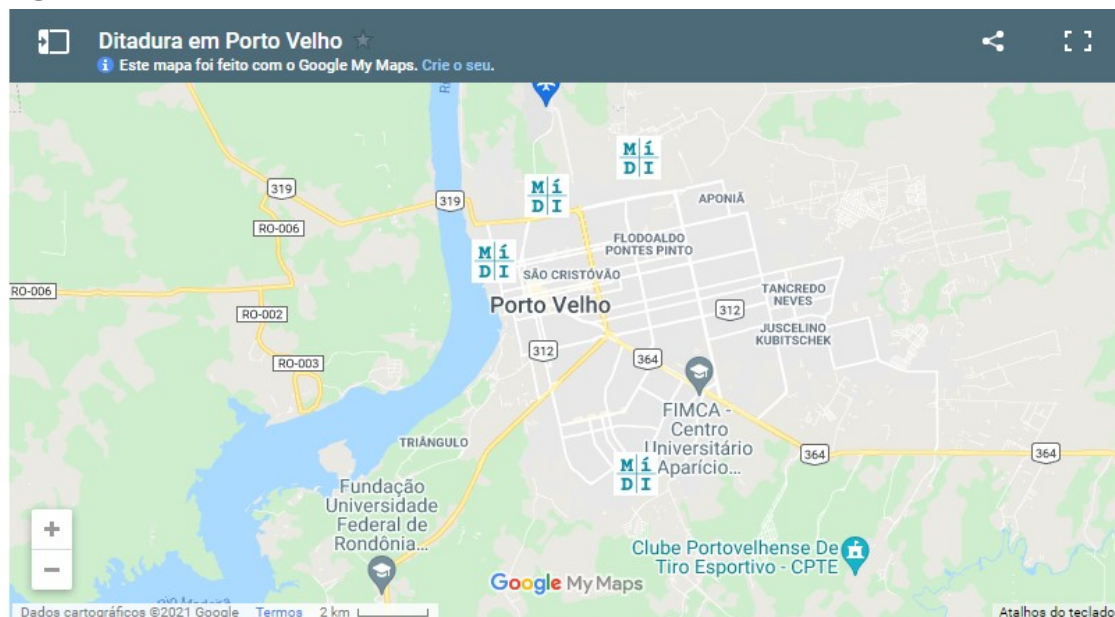 Ditadura em Porto Velho
Este mapa foi feito com o Google My Maps. Crie o seu.
M í
D I
APONIÃ
319
M í
D I
319
RO-006
FLODOALDO
PONTES PINTO
M í
D I
SÃO CRISTÓVÃO
RO-006
Porto Velho
TANCREDO
NEVES
RO-002
312
JUSCELINO
KUBITSCHEK
312
364
RO-003
FIMCA -
Centro
Universitário
Aparício...
TRIÂNGULO
364
364
M í
D I
Fundação
Universidade
Federal de
Rondônia...
Clube Portovelhense De
Tiro Esportivo - CPTE
+
−
Google My Maps
Rio Madeira
Dados cartográficos ©2021 Google Termos 2 km
Atalhos do teclado